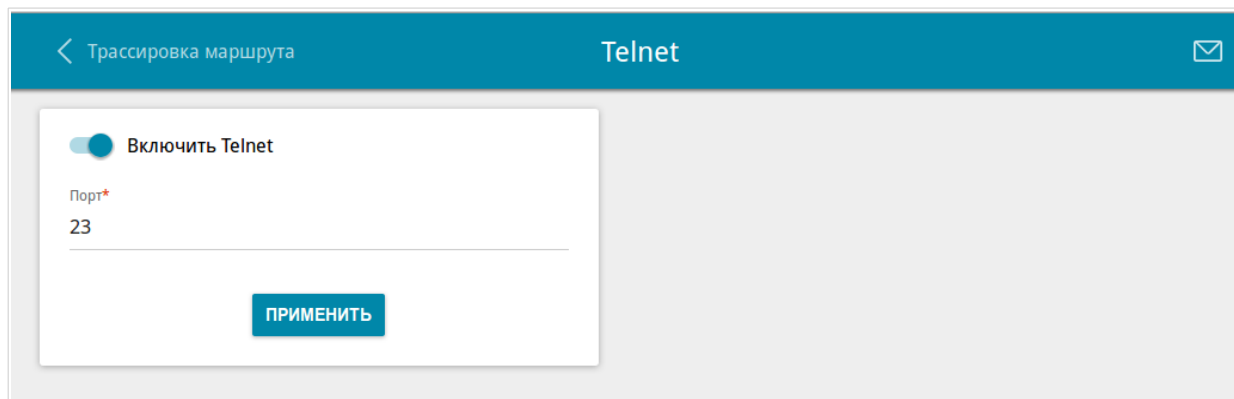 Трассировка маршрута
Telnet
Включить Telnet
Порт*
23
ПРИМЕНИТЬ